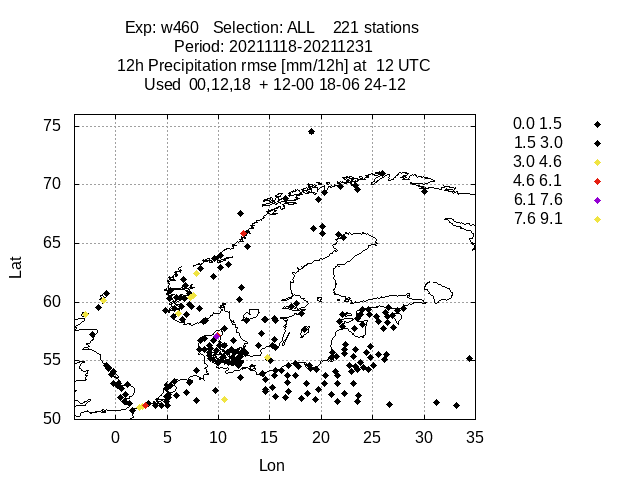 Exp: w460 Selection: ALL 221 stations
Period: 20211118-20211231
12h Precipitation rmse [mm/12h] at 12 UTC
Used 00,12,18 + 12-00 18-06 24-12
0.0 1.5
1.5 3.0
3.0 4.6
4.6 6.1
6.1 7.6
7.6 9.1
75
70
65
60
55
50
Lat
0 5 10 15 20 25 30 35
Lon